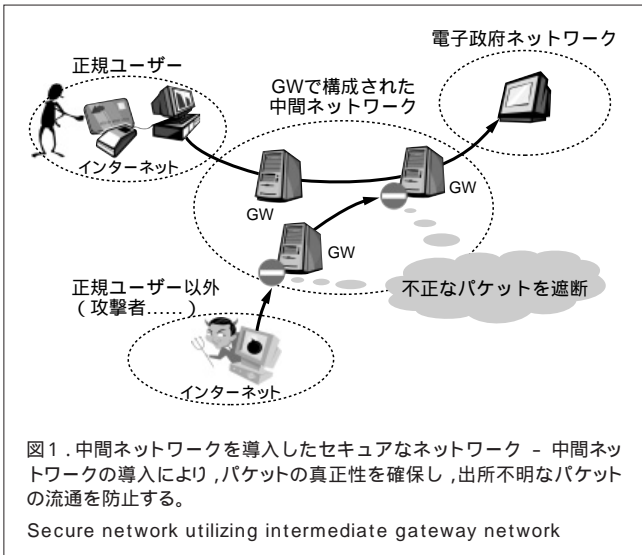 電子政府ネットワーク
正規ユーザー
GWで構成された
中間ネットワーク
インターネット
GW
GW
GW
正規ユーザー以外
(攻撃者……)
不正なパケットを遮断
インターネット
図1.中間ネットワークを導入したセキュアなネットワーク - 中間ネッ
トワークの導入により,パケットの真正性を確保し,出所不明なパケット
の流通を防止する。
Secure network utilizing intermediate gateway network